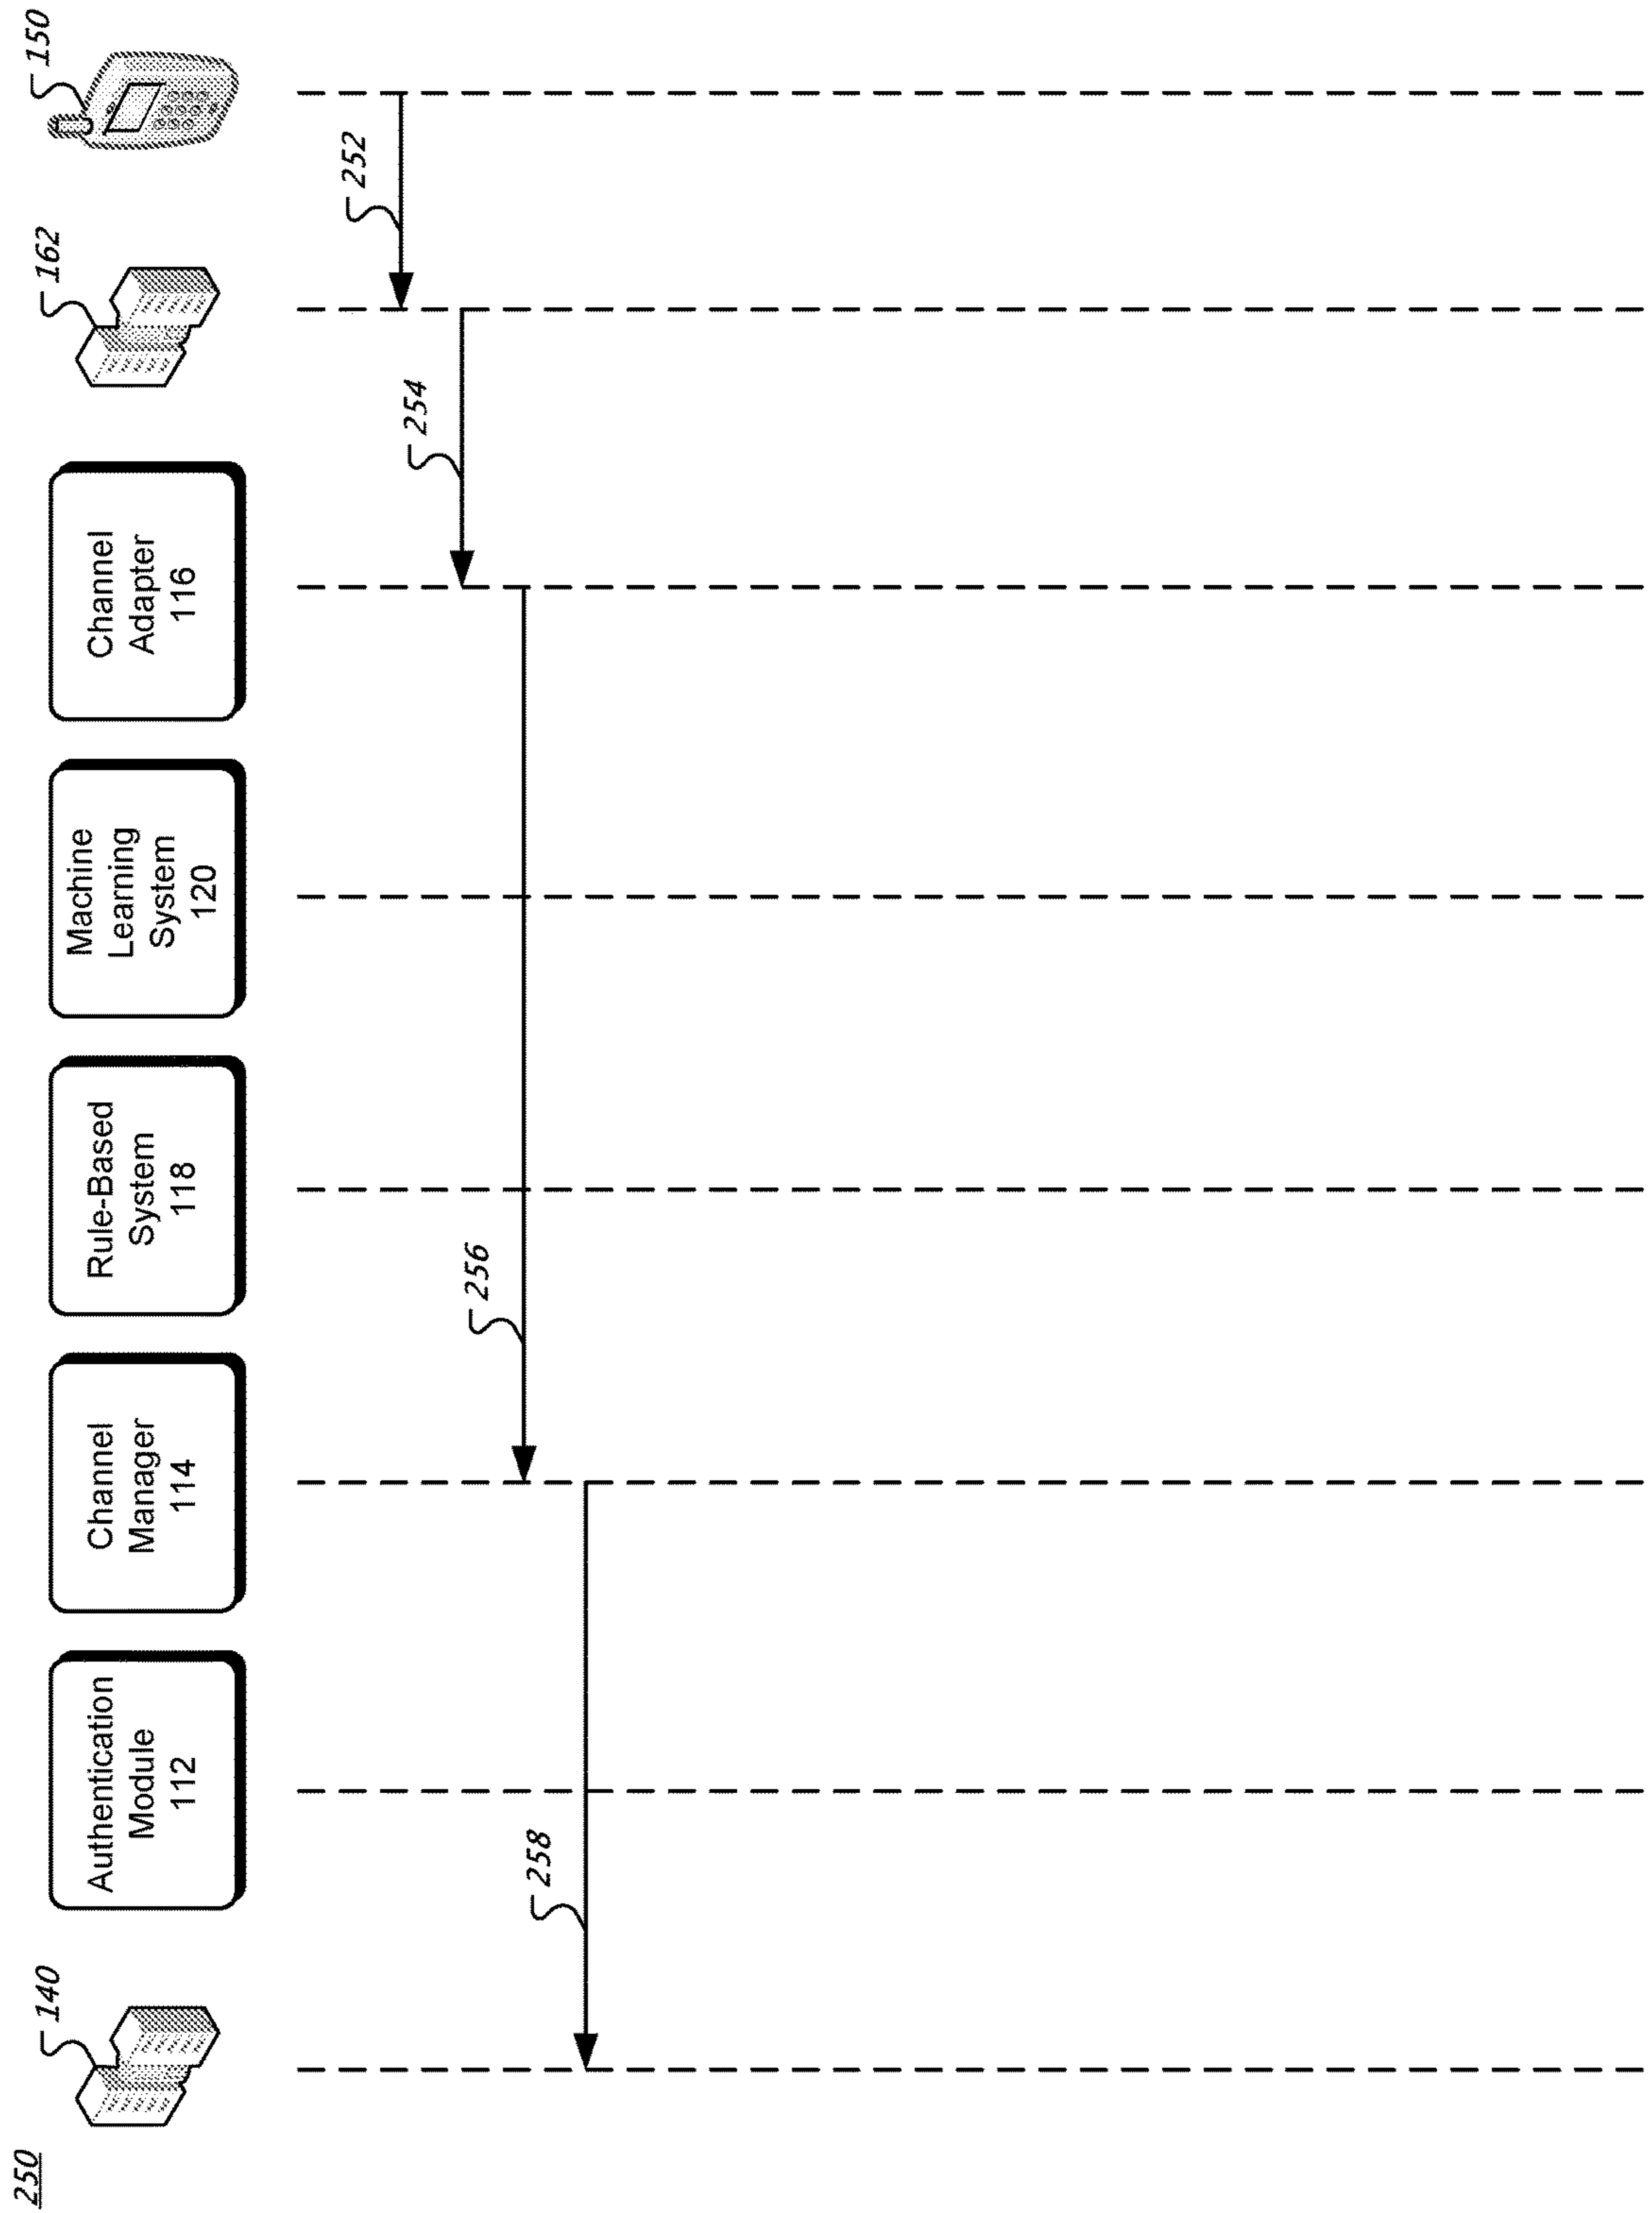 250
140
Authentication
Module
112
Channel
Manager
114
Rule-Based
System
118
Machine
Learning
System
120
Channel
Adapter
116
162
150
252
254
256
258